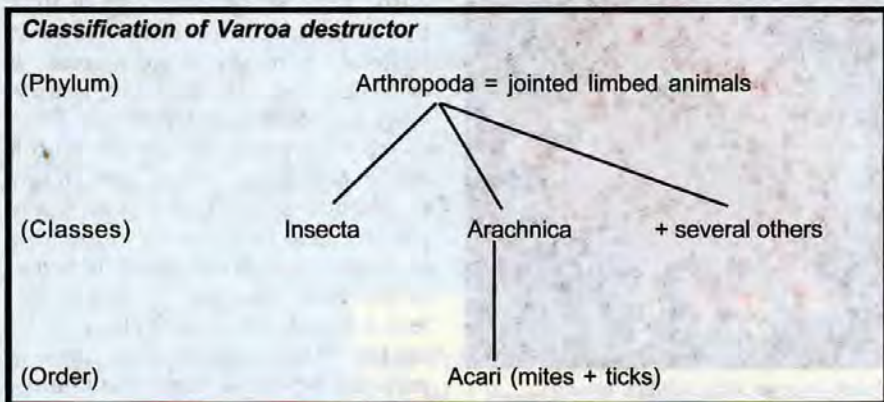 Classification of Varroa destructor
(Phylum) Arthropoda = jointed limbed animals
(Classes) Insecta Arachnica + several others
(Order) Acari (mites + ticks)